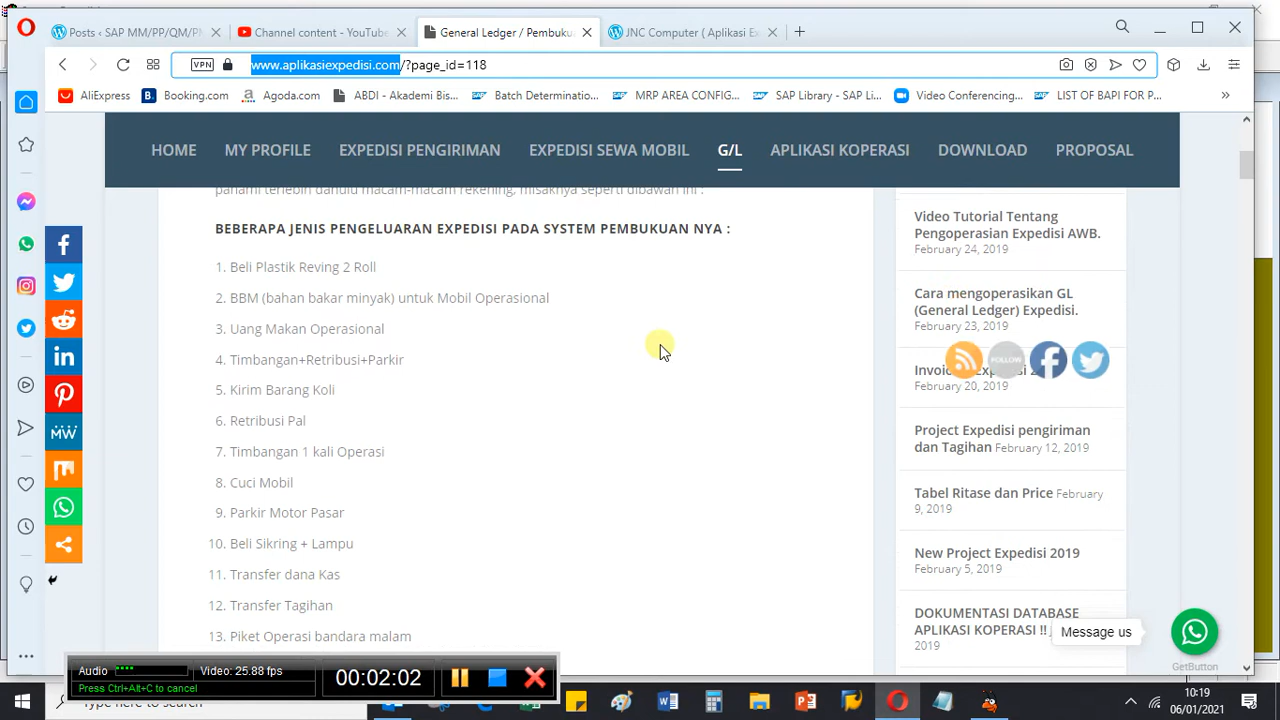 Posts ‹ SAP MM/PP/QM/PM
Channel content - YouTube
General Ledger / Pembuku
JNC Computer ( Aplikasi Ex
VPN
www.aplikasiexpedisi.com/?page_id=118
AliExpress
Booking.com
Agoda.com
ABDI - Akademi Bis...
Batch Determinatio...
MRP AREA CONFIG...
SAP Library - SAP Li...
Video Conferencing...
LIST OF BAPI FOR P...
HOME
MY PROFILE
EXPEDISI PENGIRIMAN
EXPEDISI SEWA MOBIL
G/L
APLIKASI KOPERASI
DOWNLOAD
PROPOSAL
BEBERAPA JENIS PENGELUARAN EXPEDISI PADA SYSTEM PEMBUKUAN NYA :
1. Beli Plastik Reving 2 Roll
2. BBM (bahan bakar minyak) untuk Mobil Operasional
3. Uang Makan Operasional
4. Timbangan+Retribusi+Parkir
5. Kirim Barang Koli
6. Retribusi Pal
7. Timbangan 1 kali Operasi
8. Cuci Mobil
9. Parkir Motor Pasar
10. Beli Sikring + Lampu
11. Transfer dana Kas
12. Transfer Tagihan
13. Piket Operasi bandara malam
Video Tutorial Tentang
Pengoperasian Expedisi AWB.
February 24, 2019
Cara mengoperasikan GL
(General Ledger) Expedisi.
February 23, 2019
FOLLOW
February 20, 2019
Project Expedisi pengiriman
dan Tagihan February 12, 2019
Tabel Ritase dan Price February
9, 2019
New Project Expedisi 2019
February 5, 2019
DOKUMENTASI DATABASE
APLIKASI KOPERASI !!
2019
Message us
GetButton
MW
Audio
Video: 25.88 fps
Press Ctrl+Alt+C to cancel
00:02:02
Type here to search
10:19
06/01/2021